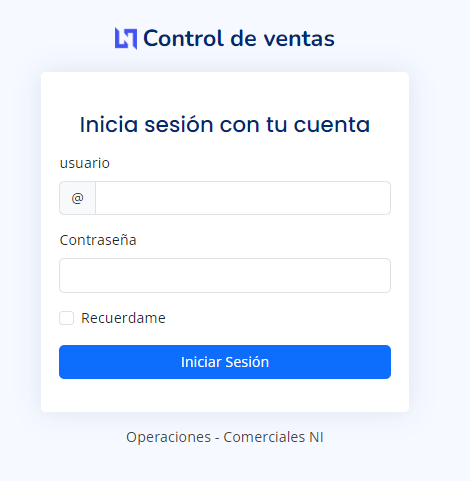 Control de ventas
Inicia sesión con tu cuenta
usuario
@
Contraseña
Recuerdame
Iniciar Sesión
Operaciones - Comerciales NI